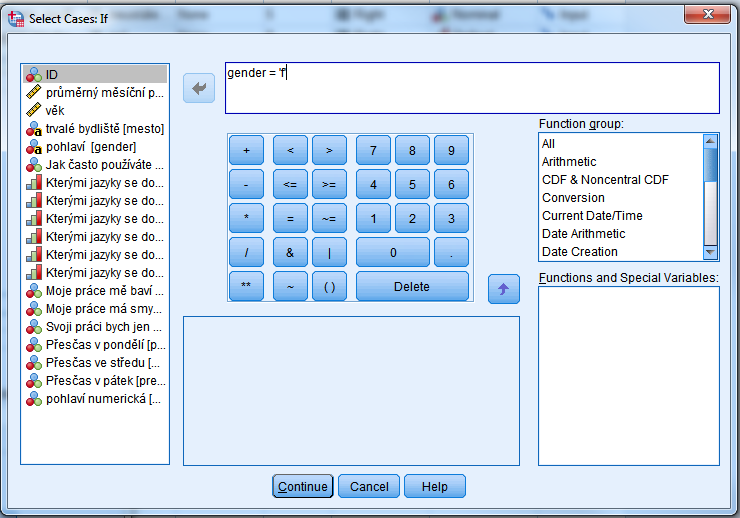 Select Cases: If
ID
průměrný měsíční p...
věk
trvalé bydliště [mesto]
pohlaví [gender]
Jak často používáte ...
Kterými jazyky se do...
Kterými jazyky se do...
Kterými jazyky se do...
Kterými jazyky se do...
Kterými jazyky se do...
Kterými jazyky se do...
Moje práce mě baví ...
Moje práce má smy...
Svoji práci bych jen ...
Přesčas v pondělí [p...
Přesčas ve středu [...
Přesčas v pátek [pre...
pohlaví numerická [...
gender = 'f'
+ < > 7 8 9
- <= >= 4 5 6
* = ~= 1 2 3
/ & | 0 .
** ~ ( ) Delete
Function group:
All
Arithmetic
CDF & Noncentral CDF
Conversion
Current Date/Time
Date Arithmetic
Date Creation
Functions and Special Variables:
Continue Cancel Help